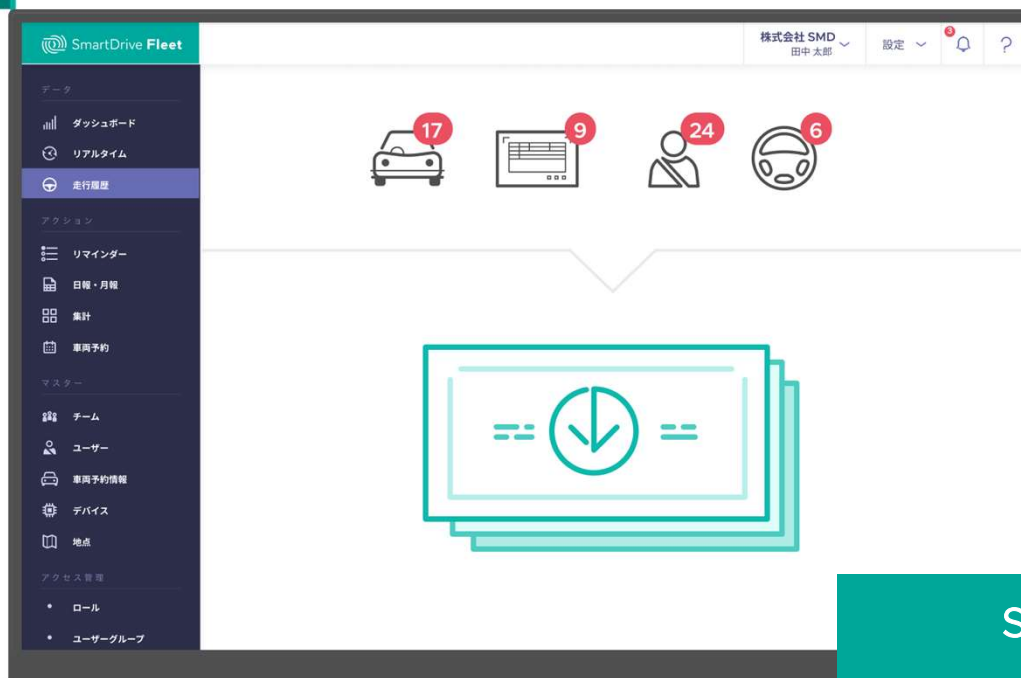 SmartDrive Fleet
株式会社 SMD
田中 太郎
設定
3
?
データ
ダッシュボード
リアルタイム
走行履歴
アクション
リマインダー
日報・月報
集計
車両予約
マスター
チーム
ユーザー
車両予約情報
デバイス
地点
アクセス管理
ロール
ユーザーグループ
17
9
24
6
S